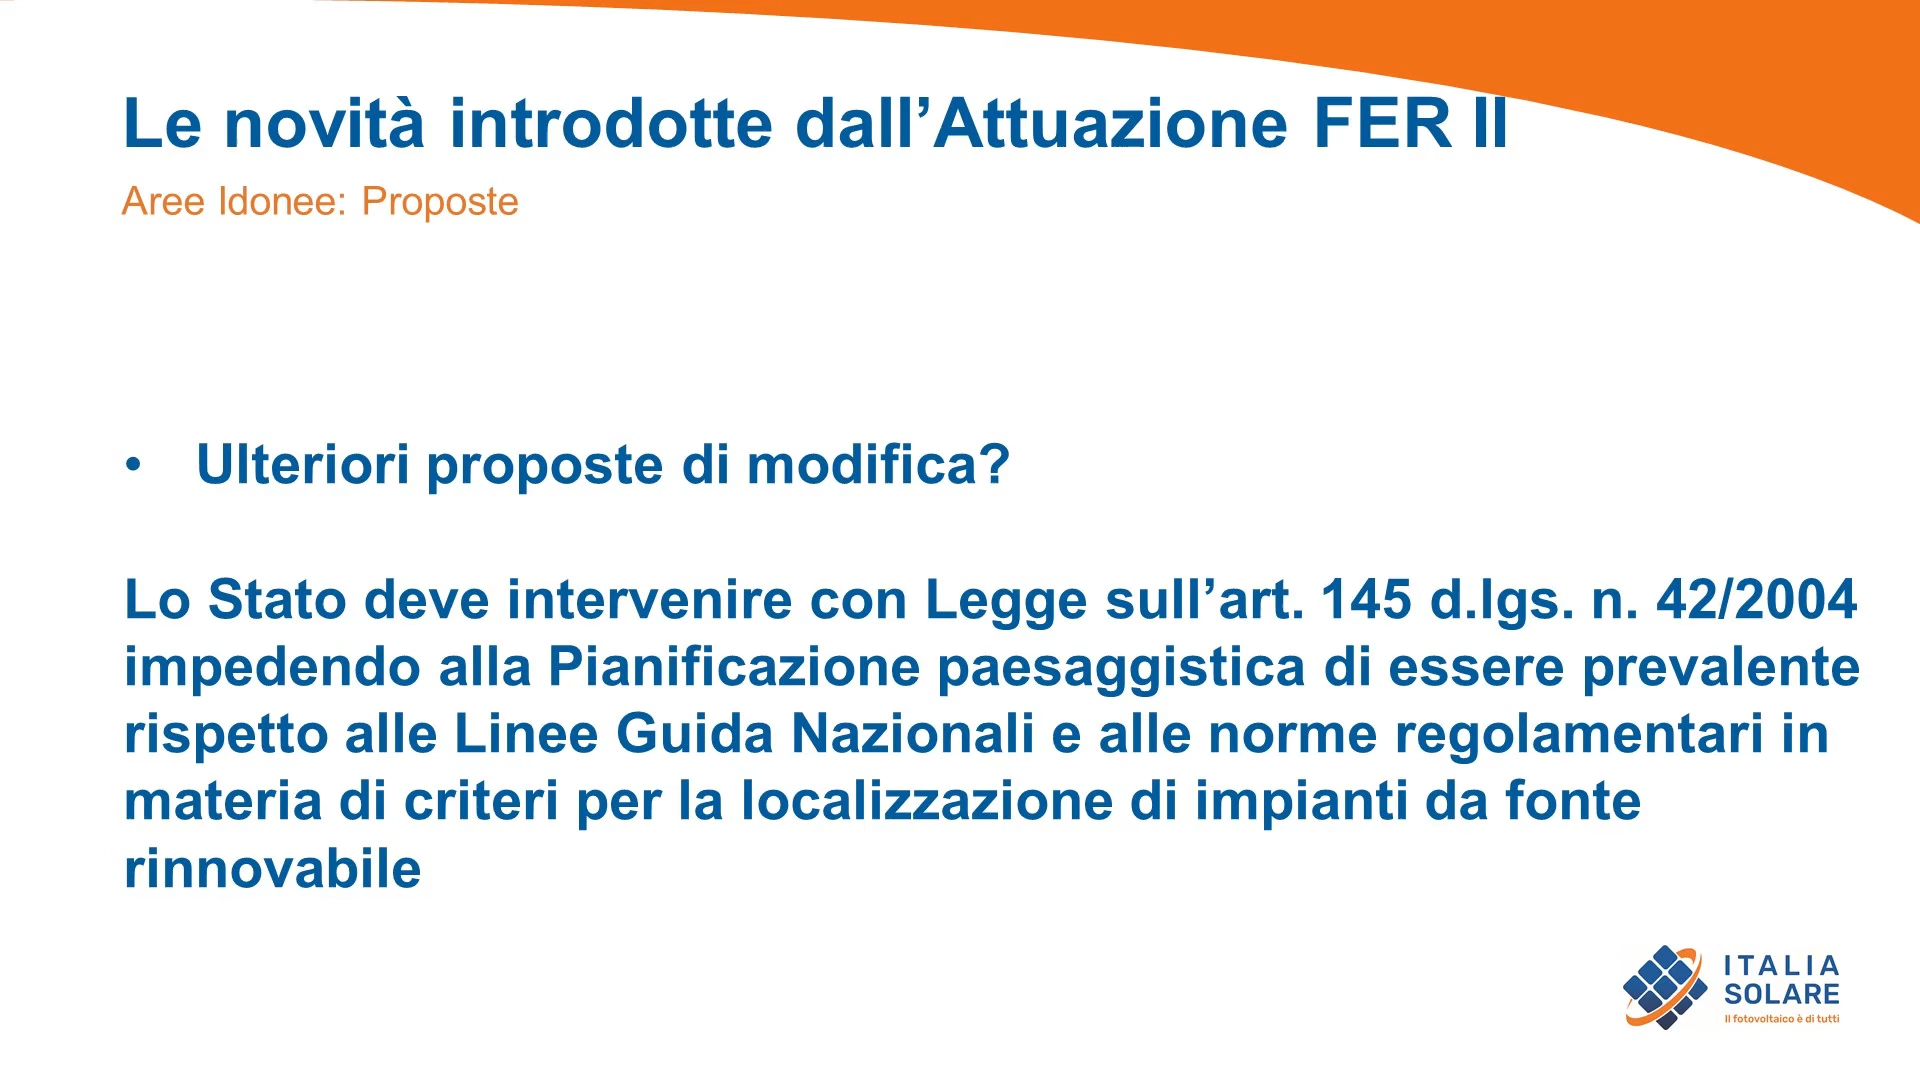 Le novità introdotte dall’Attuazione FER II
Aree Idonee: Proposte
• Ulteriori proposte di modifica?
Lo Stato deve intervenire con Legge sull’art. 145 d.lgs. n. 42/2004
impedendo alla Pianificazione paesaggistica di essere prevalente
rispetto alle Linee Guida Nazionali e alle norme regolamentari in
materia di criteri per la localizzazione di impianti da fonte
rinnovabile
ITALIA
SOLARE
Il fotovoltaico è di tutti